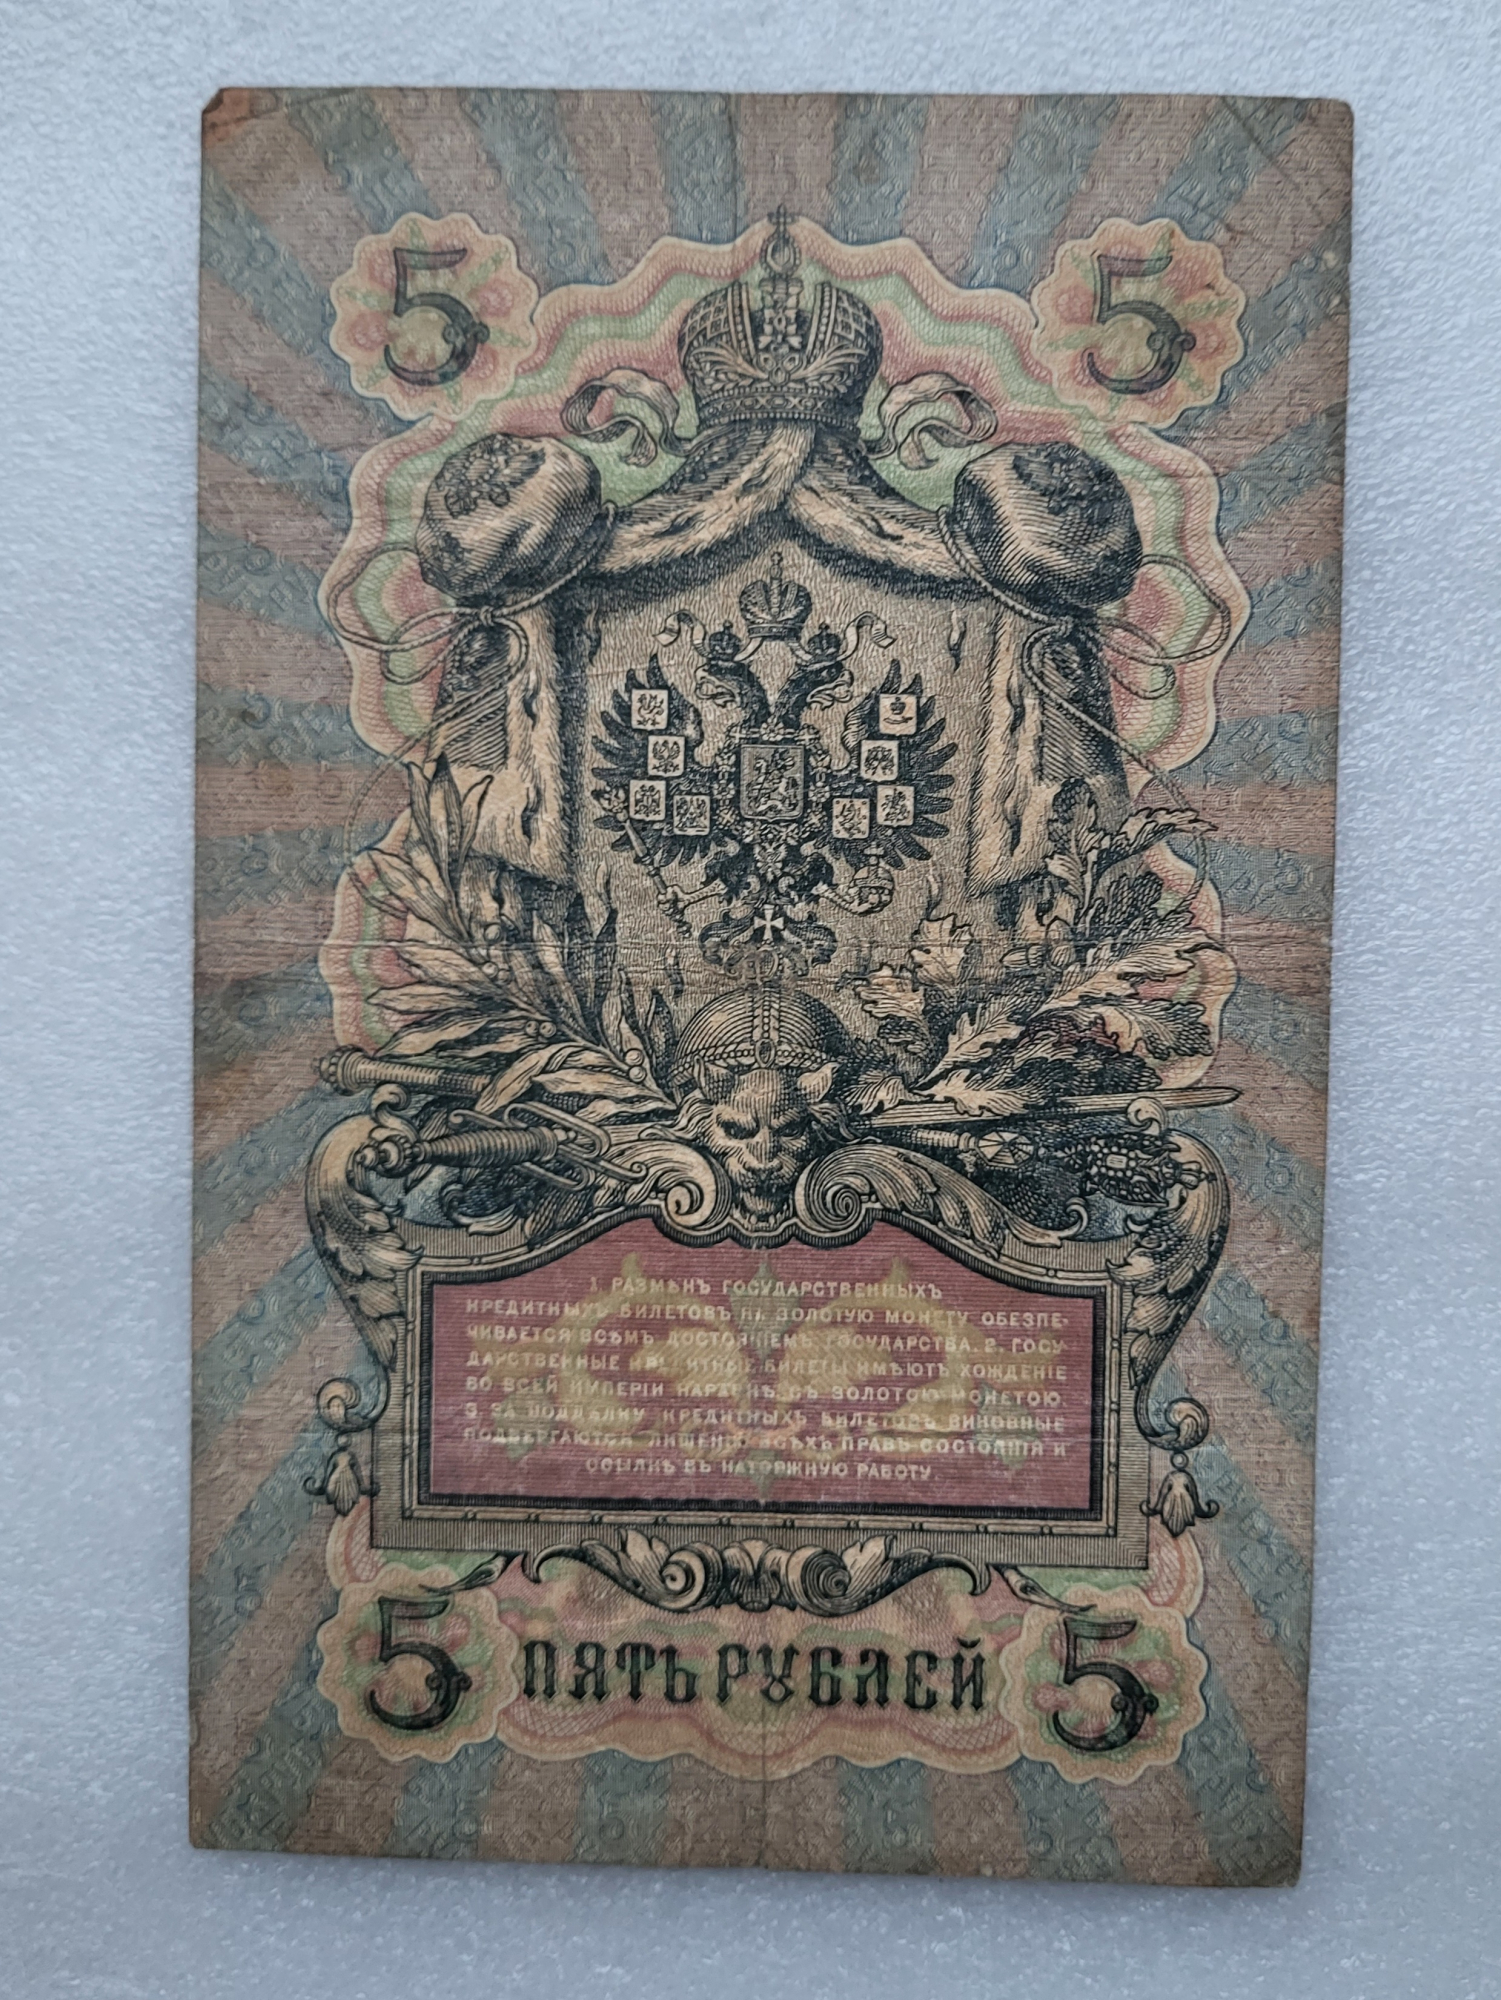 5 5
1. РАЗМѢНЪ ГОСУДАРСТВЕННЫХЪ
КРЕДИТНЫХЪ БИЛЕТОВЪ НА ЗОЛОТУЮ МОНЕТУ ОБЕЗПЕ-
ЧИВАЕТСЯ ВСѢМЪ ДОСТОЯНІЕМЪ ГОСУДАРСТВА. 2. ГОСУ-
ДАРСТВЕННЫЕ КРЕДИТНЫЕ БИЛЕТЫ ИМѢЮТЪ ХОЖДЕНІЕ
ВО ВСЕЙ ИМПЕРІИ НАРАВНѢ СЪ ЗОЛОТОЮ МОНЕТОЮ.
3. ЗА ПОДДѢЛКУ КРЕДИТНЫХЪ БИЛЕТОВЪ ВИНОВНЫЕ
ПОДВЕРГАЮТСЯ ЛИШЕНІЮ ВСѢХЪ ПРАВЪ СОСТОЯНІЯ И
ССЫЛКѢ ВЪ КАТОРЖНУЮ РАБОТУ.
5 ПЯТЬ РУБЛЕЙ 5